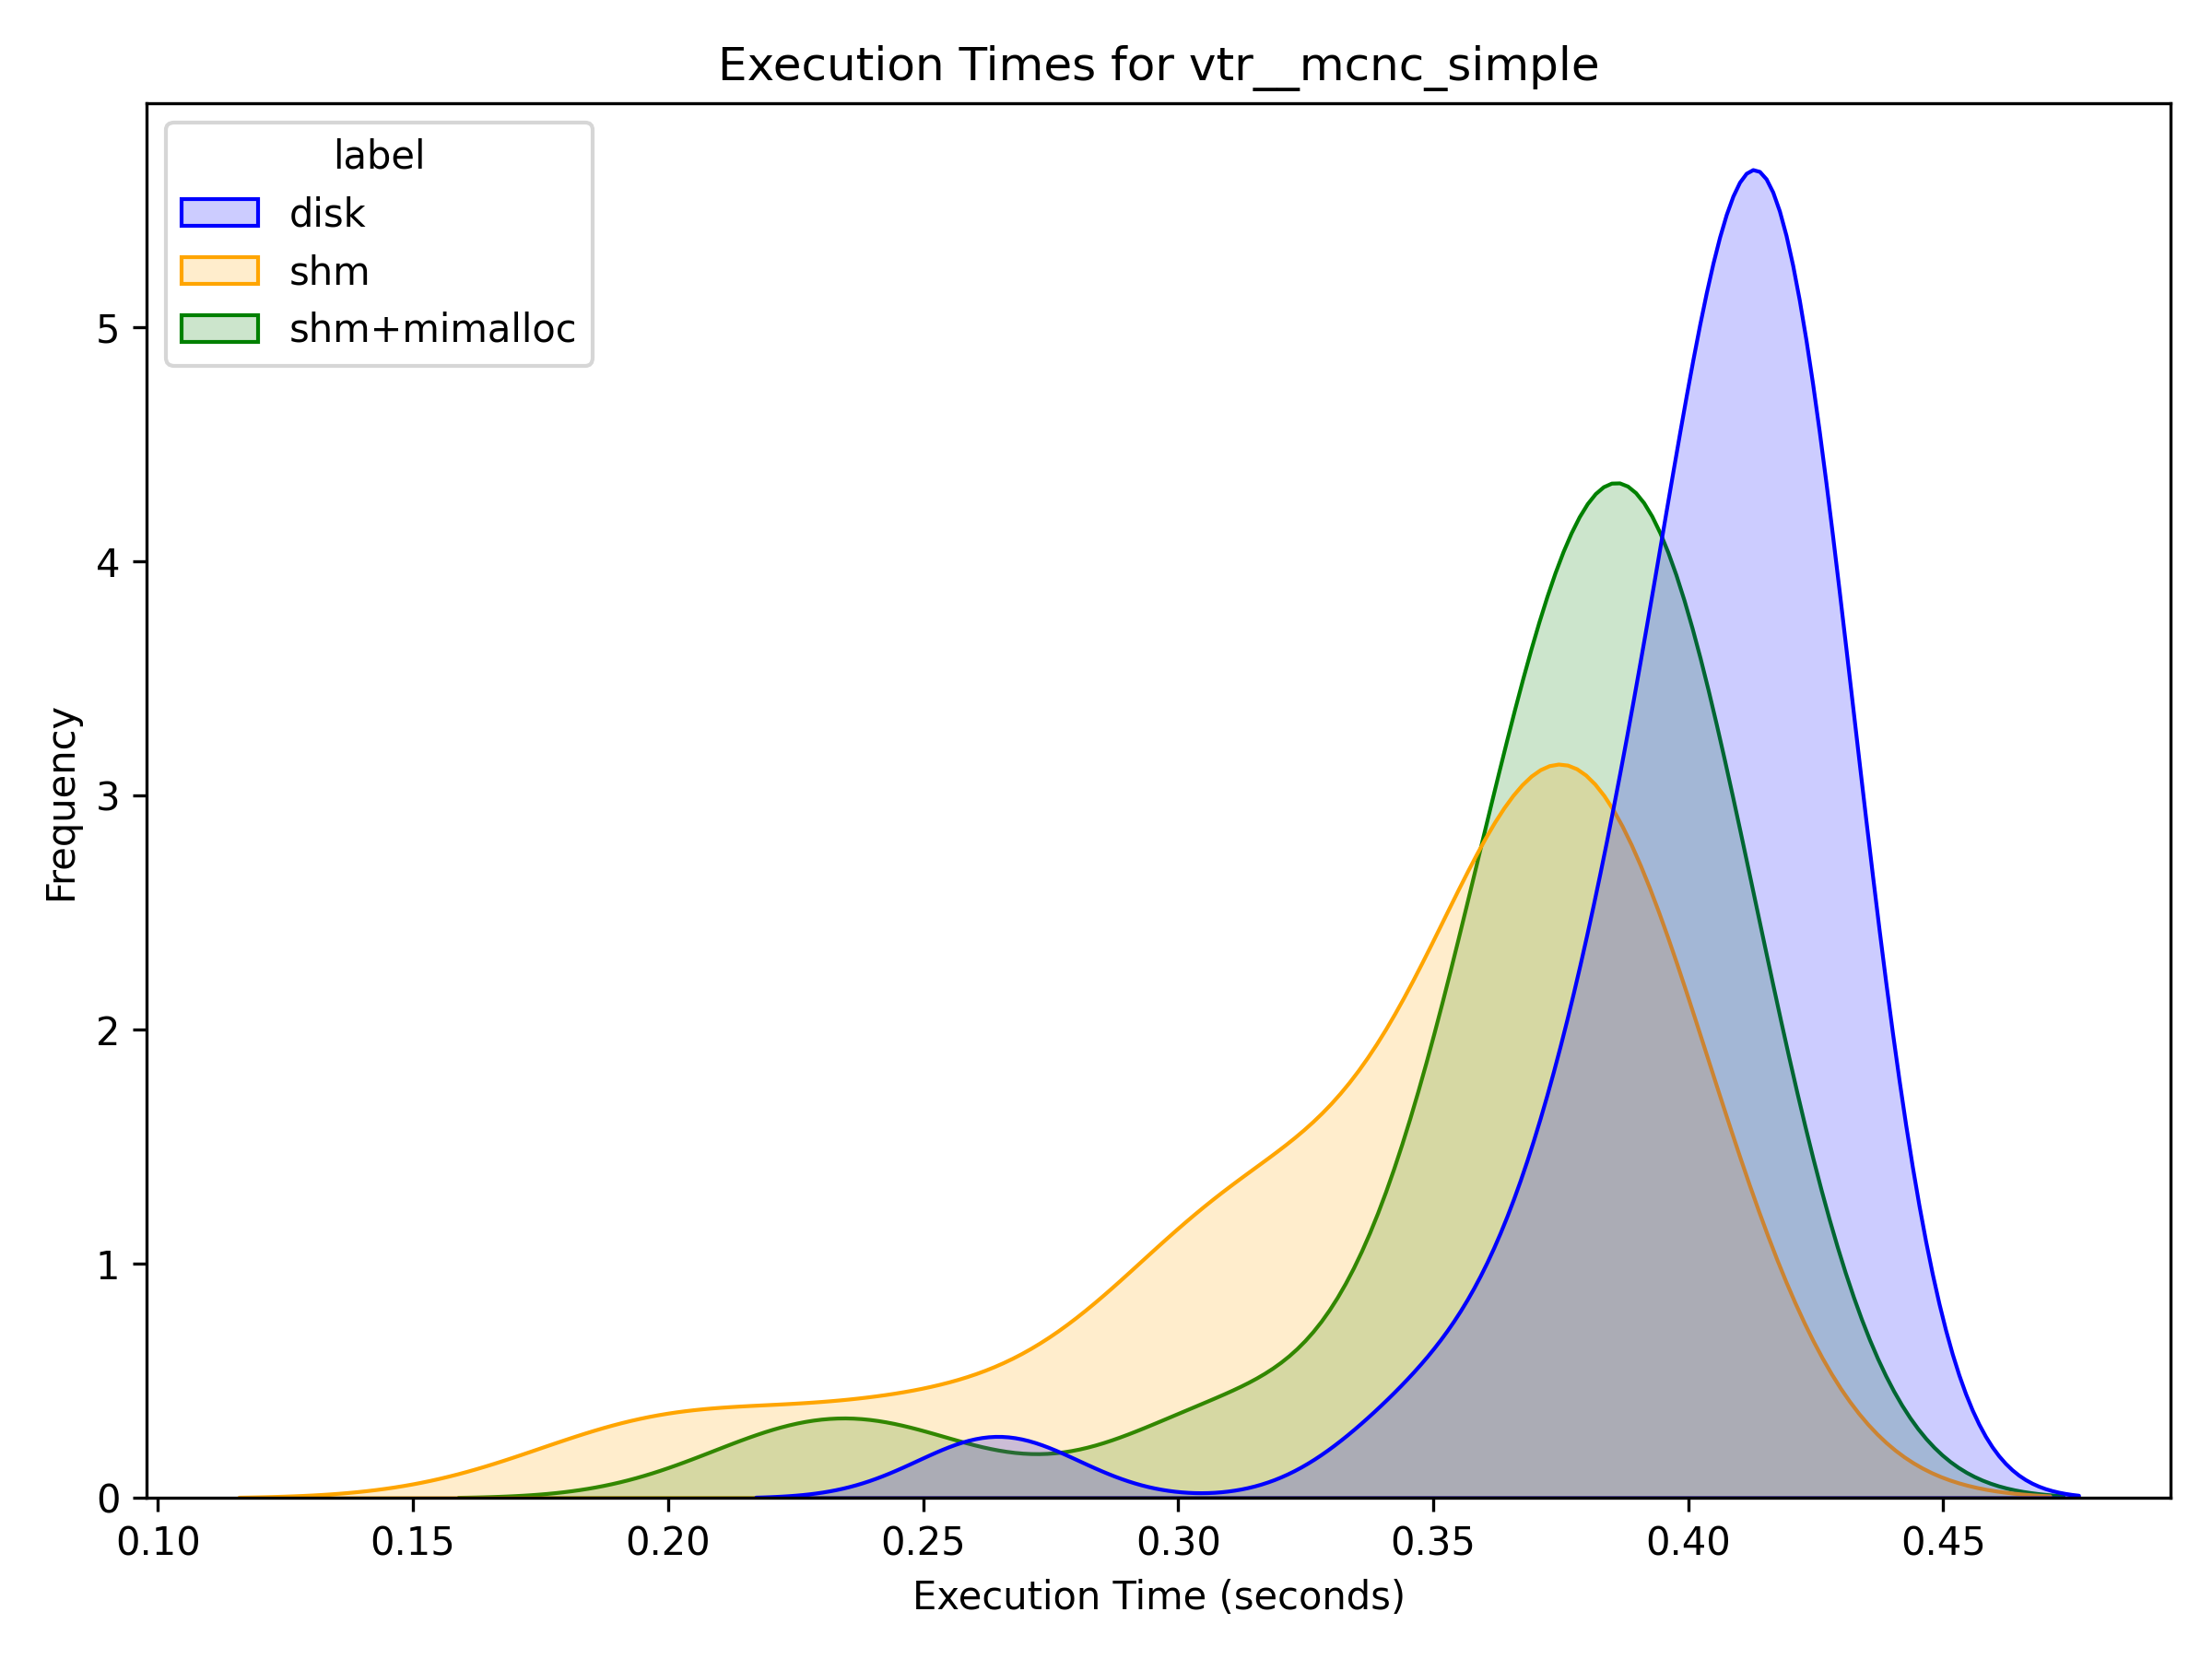 Execution Times for vtr__mcnc_simple
label
disk
shm
shm+mimalloc
Frequency
5
4
3
2
1
0
0.10 0.15 0.20 0.25 0.30 0.35 0.40 0.45
Execution Time (seconds)